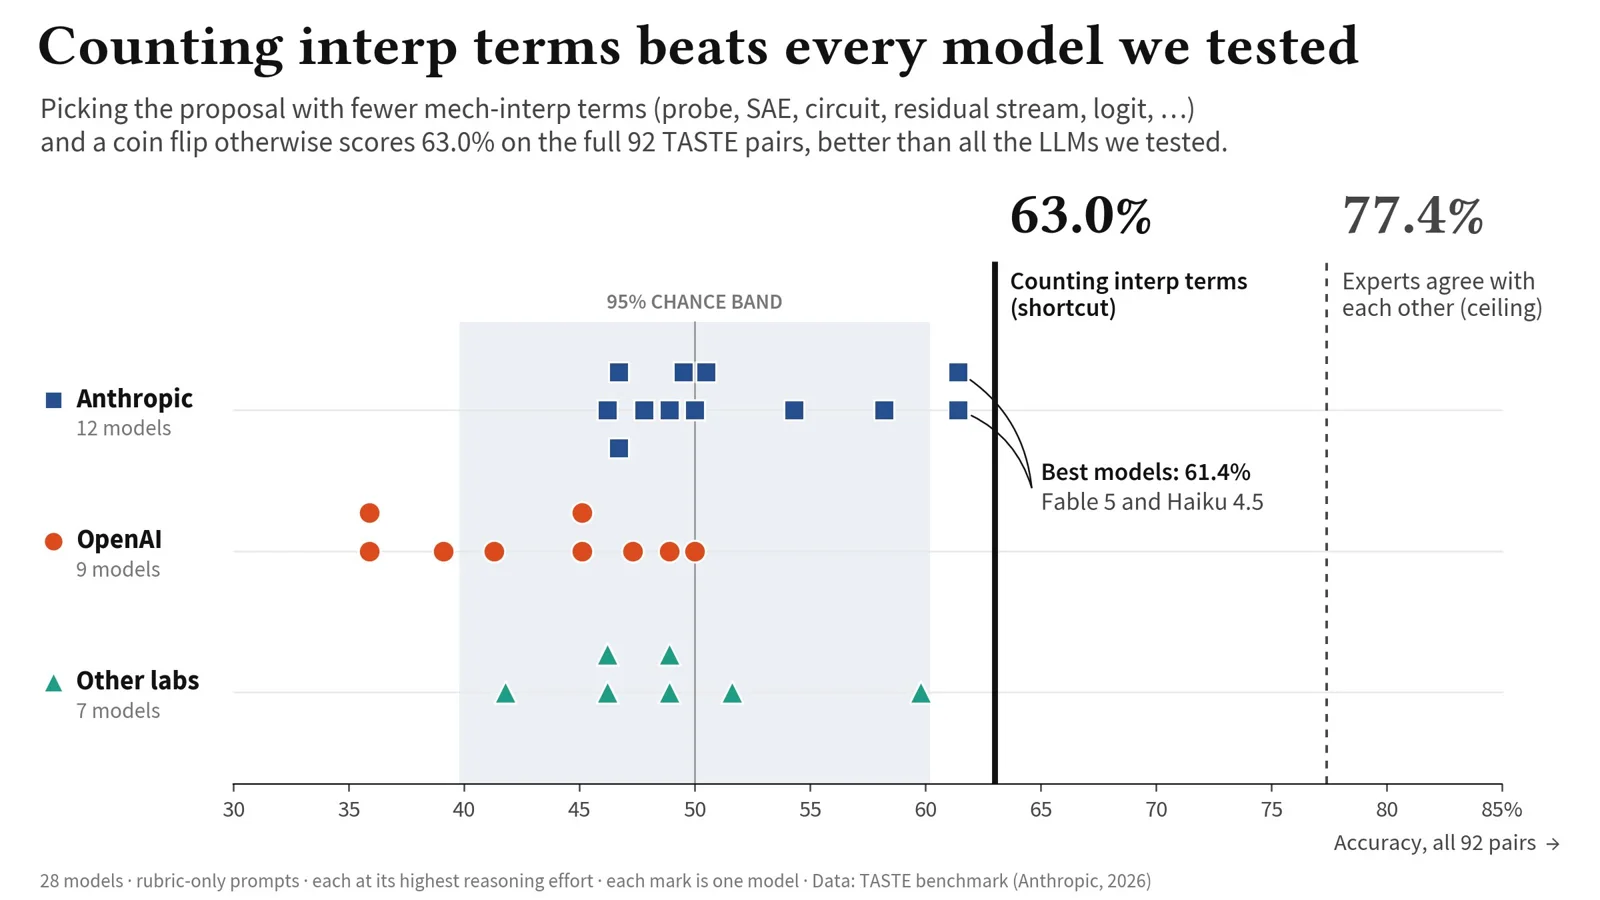 Counting interp terms beats every model we tested
Picking the proposal with fewer mech-interp terms (probe, SAE, circuit, residual stream, logit, …)
and a coin flip otherwise scores 63.0% on the full 92 TASTE pairs, better than all the LLMs we tested.
63.0%
Counting interp terms
(shortcut)
77.4%
Experts agree with
each other (ceiling)
95% CHANCE BAND
Anthropic
12 models
Best models: 61.4%
Fable 5 and Haiku 4.5
OpenAI
9 models
Other labs
7 models
30 35 40 45 50 55 60 65 70 75 80 85%
Accuracy, all 92 pairs →
28 models · rubric-only prompts · each at its highest reasoning effort · each mark is one model · Data: TASTE benchmark (Anthropic, 2026)